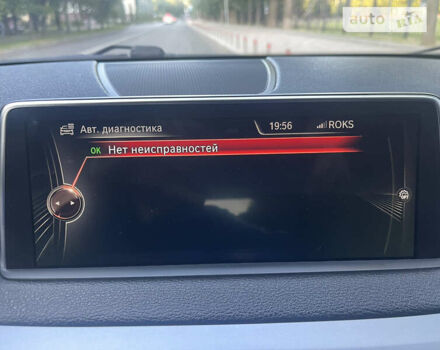 auto RIA
Авт. диагностика
19:56
ROKS
OK Нет неисправностей